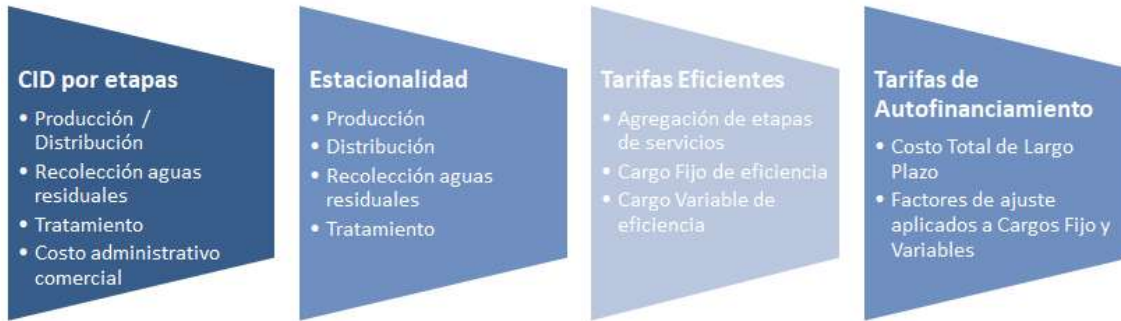 CID por etapas
• Producción /
Distribución
• Recolección aguas
residuales
• Tratamiento
• Costo administrativo
comercial
Estacionalidad
• Producción
• Distribución
• Recolección aguas
residuales
• Tratamiento
Tarifas Eficientes
• Agregación de etapas
de servicios
• Cargo Fijo de eficiencia
• Cargo Variable de
eficiencia
Tarifas de
Autofinanciamiento
• Costo Total de Largo
Plazo
• Factores de ajuste
aplicados a Cargos Fijo y
Variables